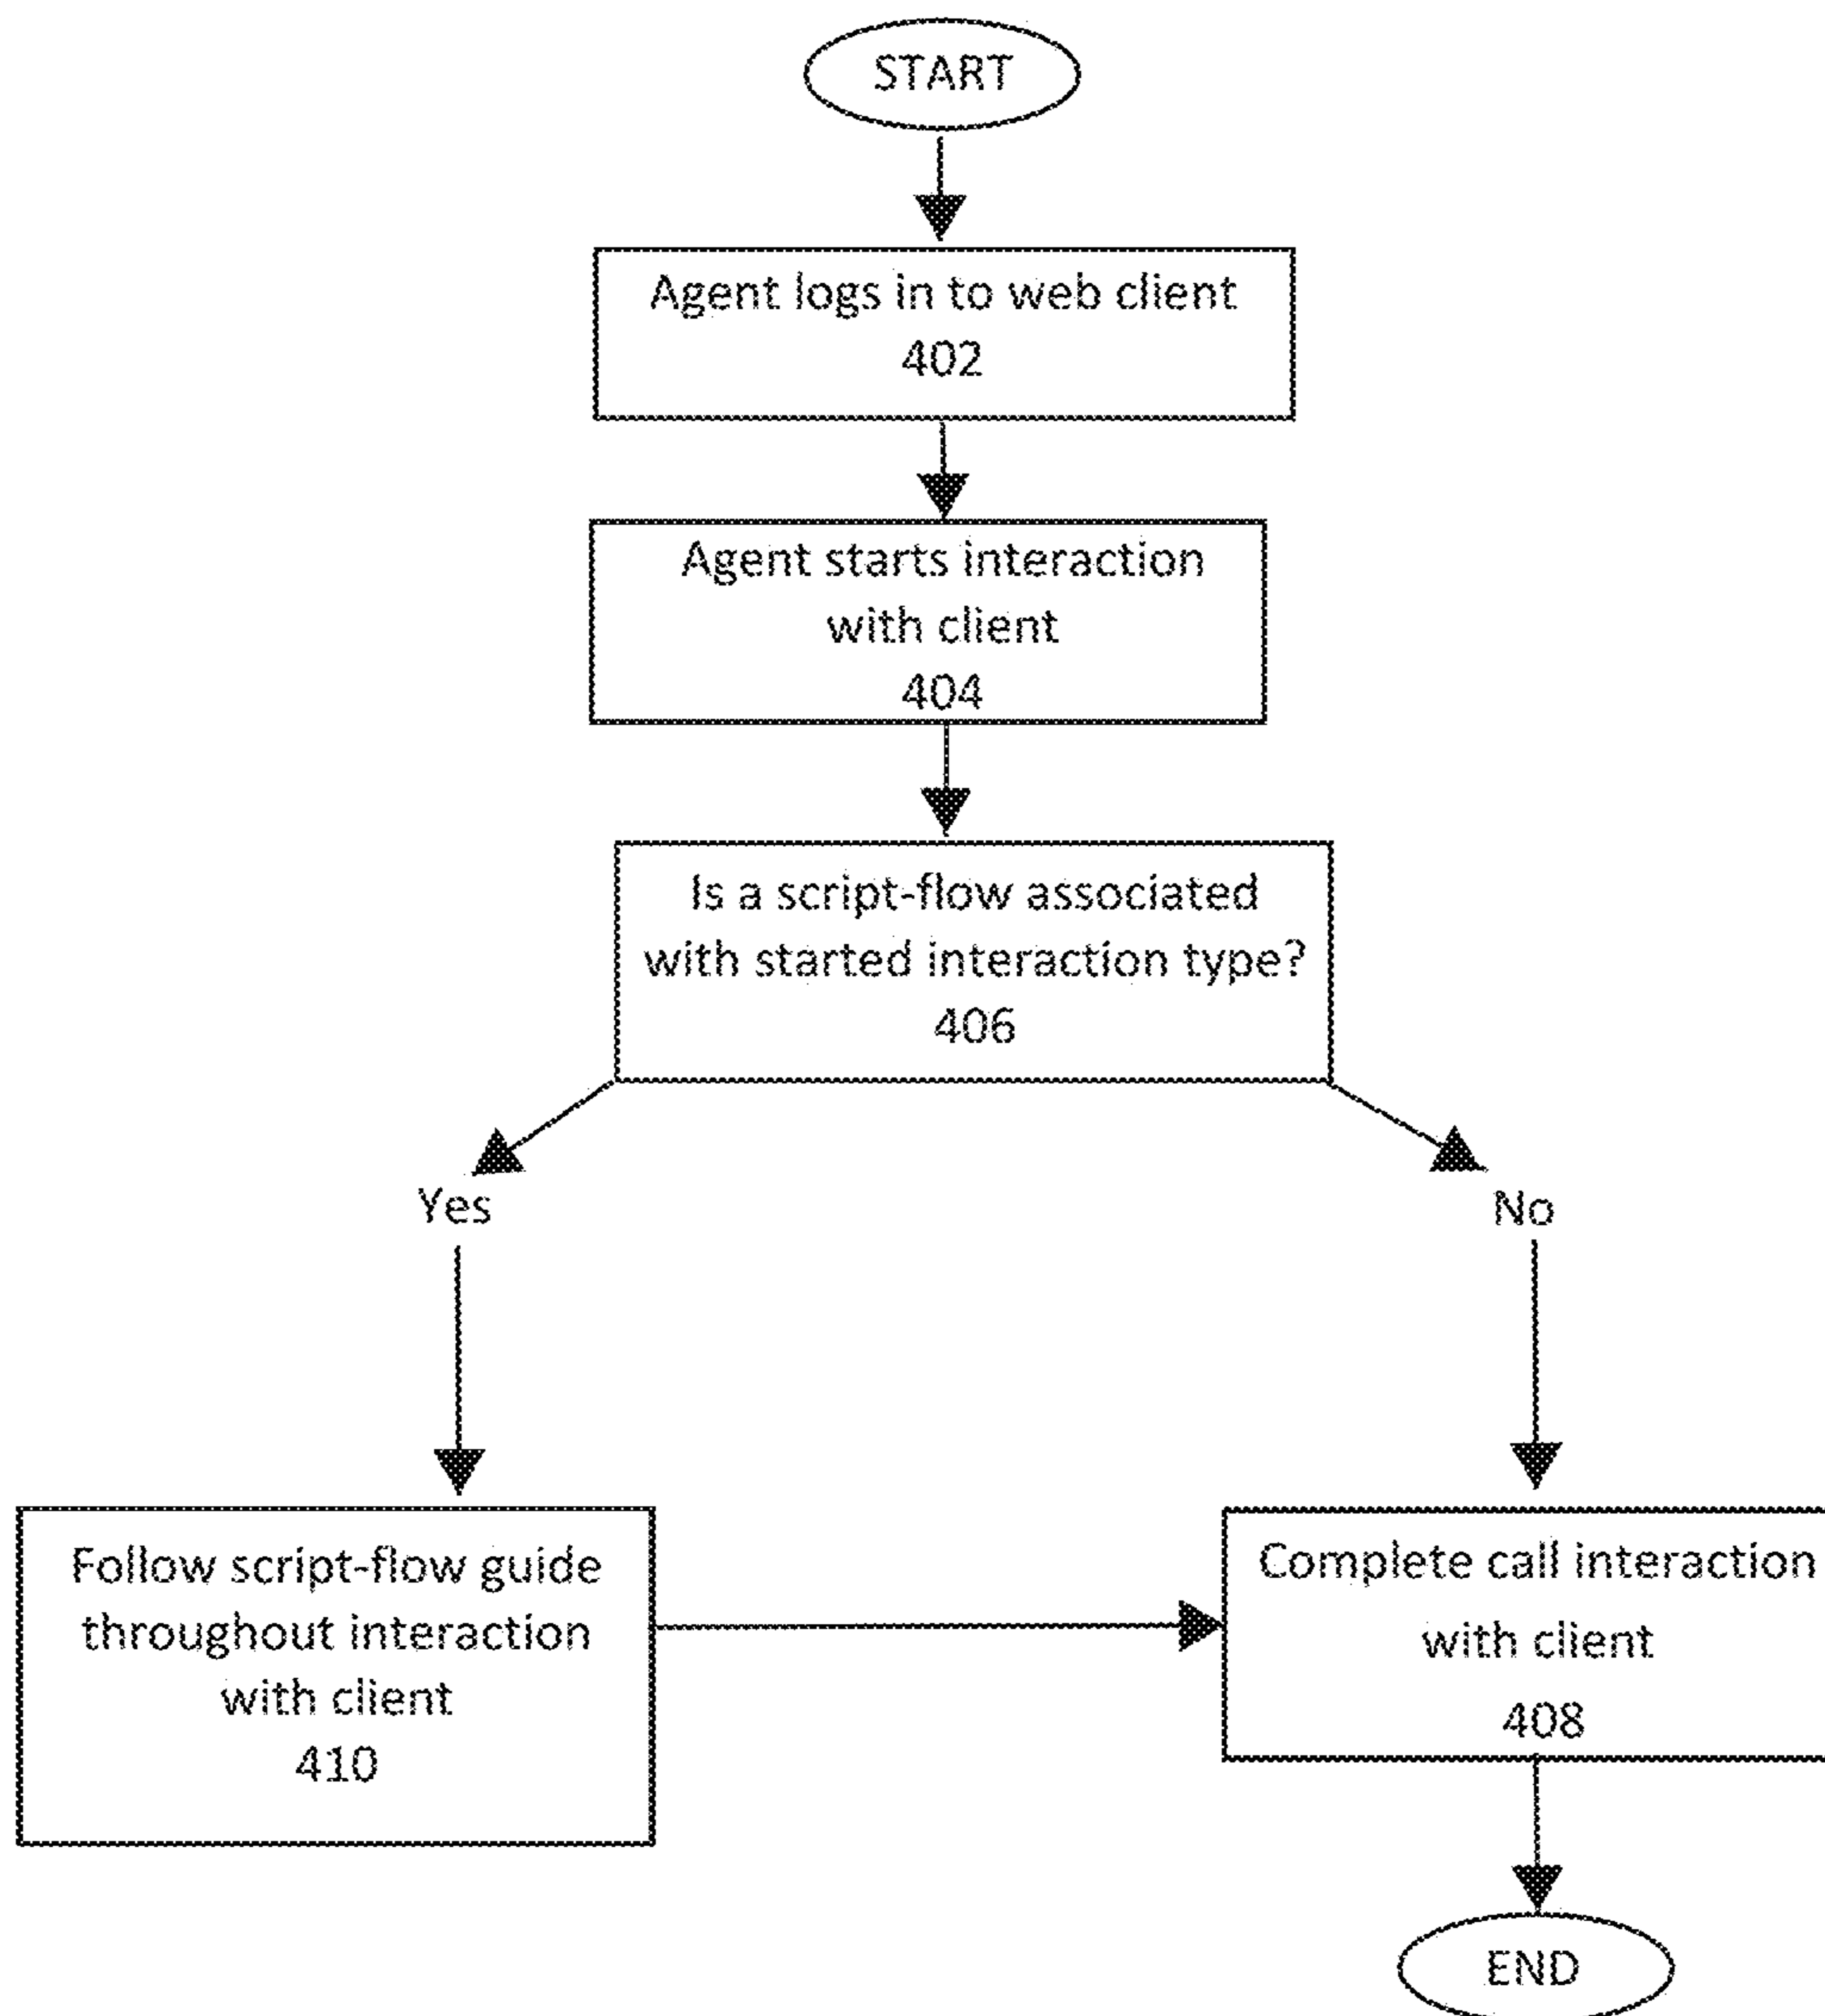 START
Agent logs in to web client
402
Agent starts interaction
with client
404
Is a script-flow associated
with started interaction type?
406
Yes
No
Follow script-flow guide
throughout interaction
with client
410
Complete call interaction
with client
408
END